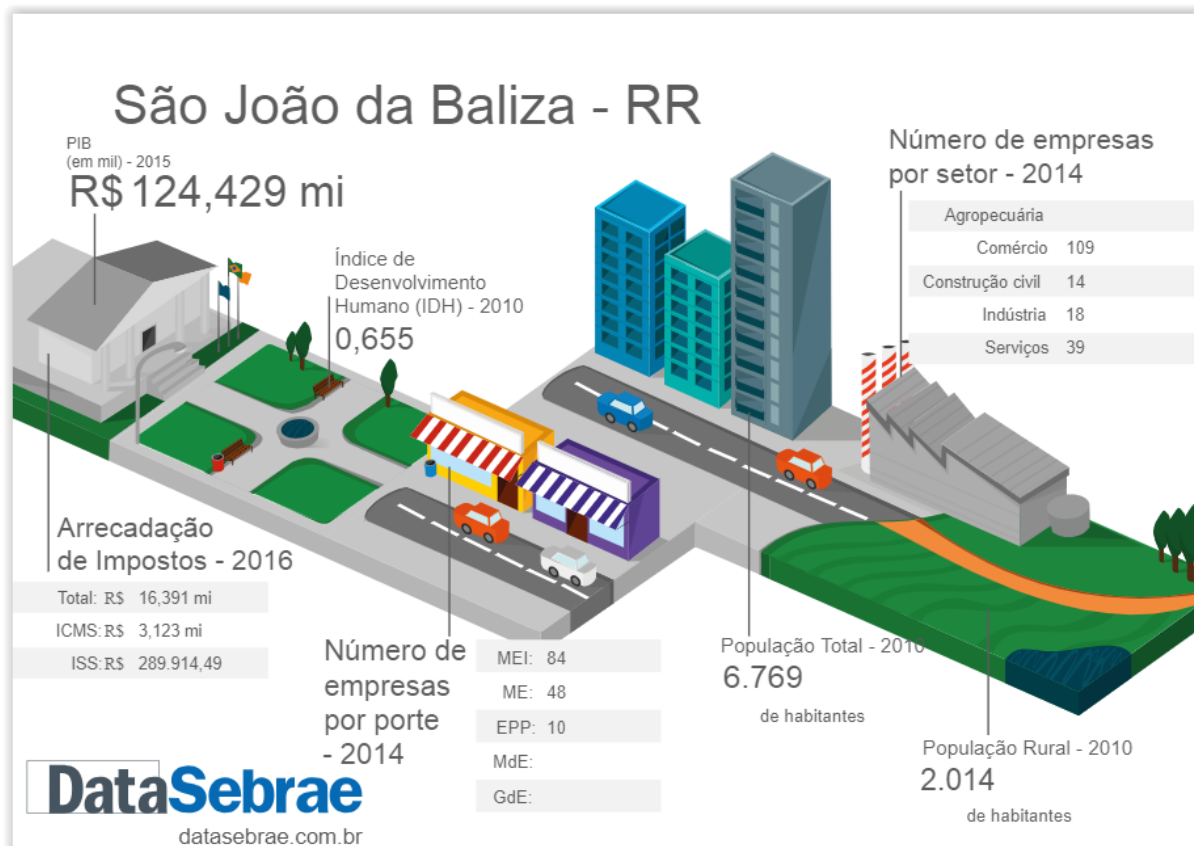 São João da Baliza - RR
PIB
(em mil) - 2015
R$ 124,429 mi
Índice de
Desenvolvimento
Humano (IDH) - 2010
0,655
Número de empresas
por setor - 2014
Agropecuária
Comércio 109
Construção civil 14
Indústria 18
Serviços 39
Arrecadação
de Impostos - 2016
Total: R$ 16,391 mi
ICMS: R$ 3,123 mi
ISS: R$ 289.914,49
Número de
empresas
por porte
- 2014
MEI: 84
ME: 48
EPP: 10
MdE:
GdE:
População Total - 2010
6.769
de habitantes
População Rural - 2010
2.014
de habitantes
DataSebrae
datasebrae.com.br